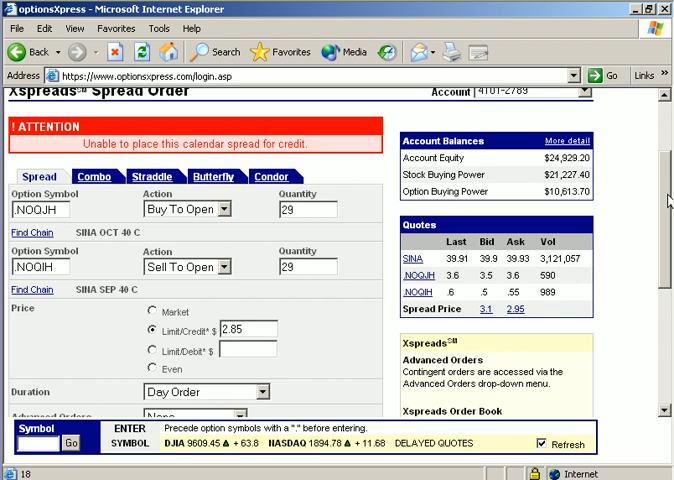 optionsXpress - Microsoft Internet Explorer
File Edit View Favorites Tools Help
Back Search Favorites Media
Address https://www.optionsxpress.com/login.asp Go Links »
Xspreads℠ Spread Order Account 4101-2789
! ATTENTION
Unable to place this calendar spread for credit.
Spread Combo Straddle Butterfly Condor
Option Symbol Action Quantity
.NOQJH Buy To Open 29
Find Chain SINA OCT 40 C
Option Symbol Action Quantity
.NOQIH Sell To Open 29
Find Chain SINA SEP 40 C
Price Market
Limit/Credit* $ 2.85
Limit/Debit* $
Even
Duration Day Order
Advanced Orders None
Account Balances More detail
Account Equity $24,929.20
Stock Buying Power $21,227.40
Option Buying Power $10,613.70
Quotes
Last Bid Ask Vol
SINA 39.91 39.9 39.93 3,121,057
.NOQJH 3.6 3.5 3.6 590
.NOQIH .6 .5 .55 989
Spread Price 3.1 2.95
Xspreads℠
Advanced Orders
Contingent orders are accessed via the
Advanced Orders drop-down menu.
Xspreads Order Book
Symbol ENTER Precede option symbols with a "." before entering.
Go SYMBOL DJIA 9609.45 ▲ + 63.8 NASDAQ 1894.78 ▲ + 11.68 DELAYED QUOTES Refresh
18 Internet